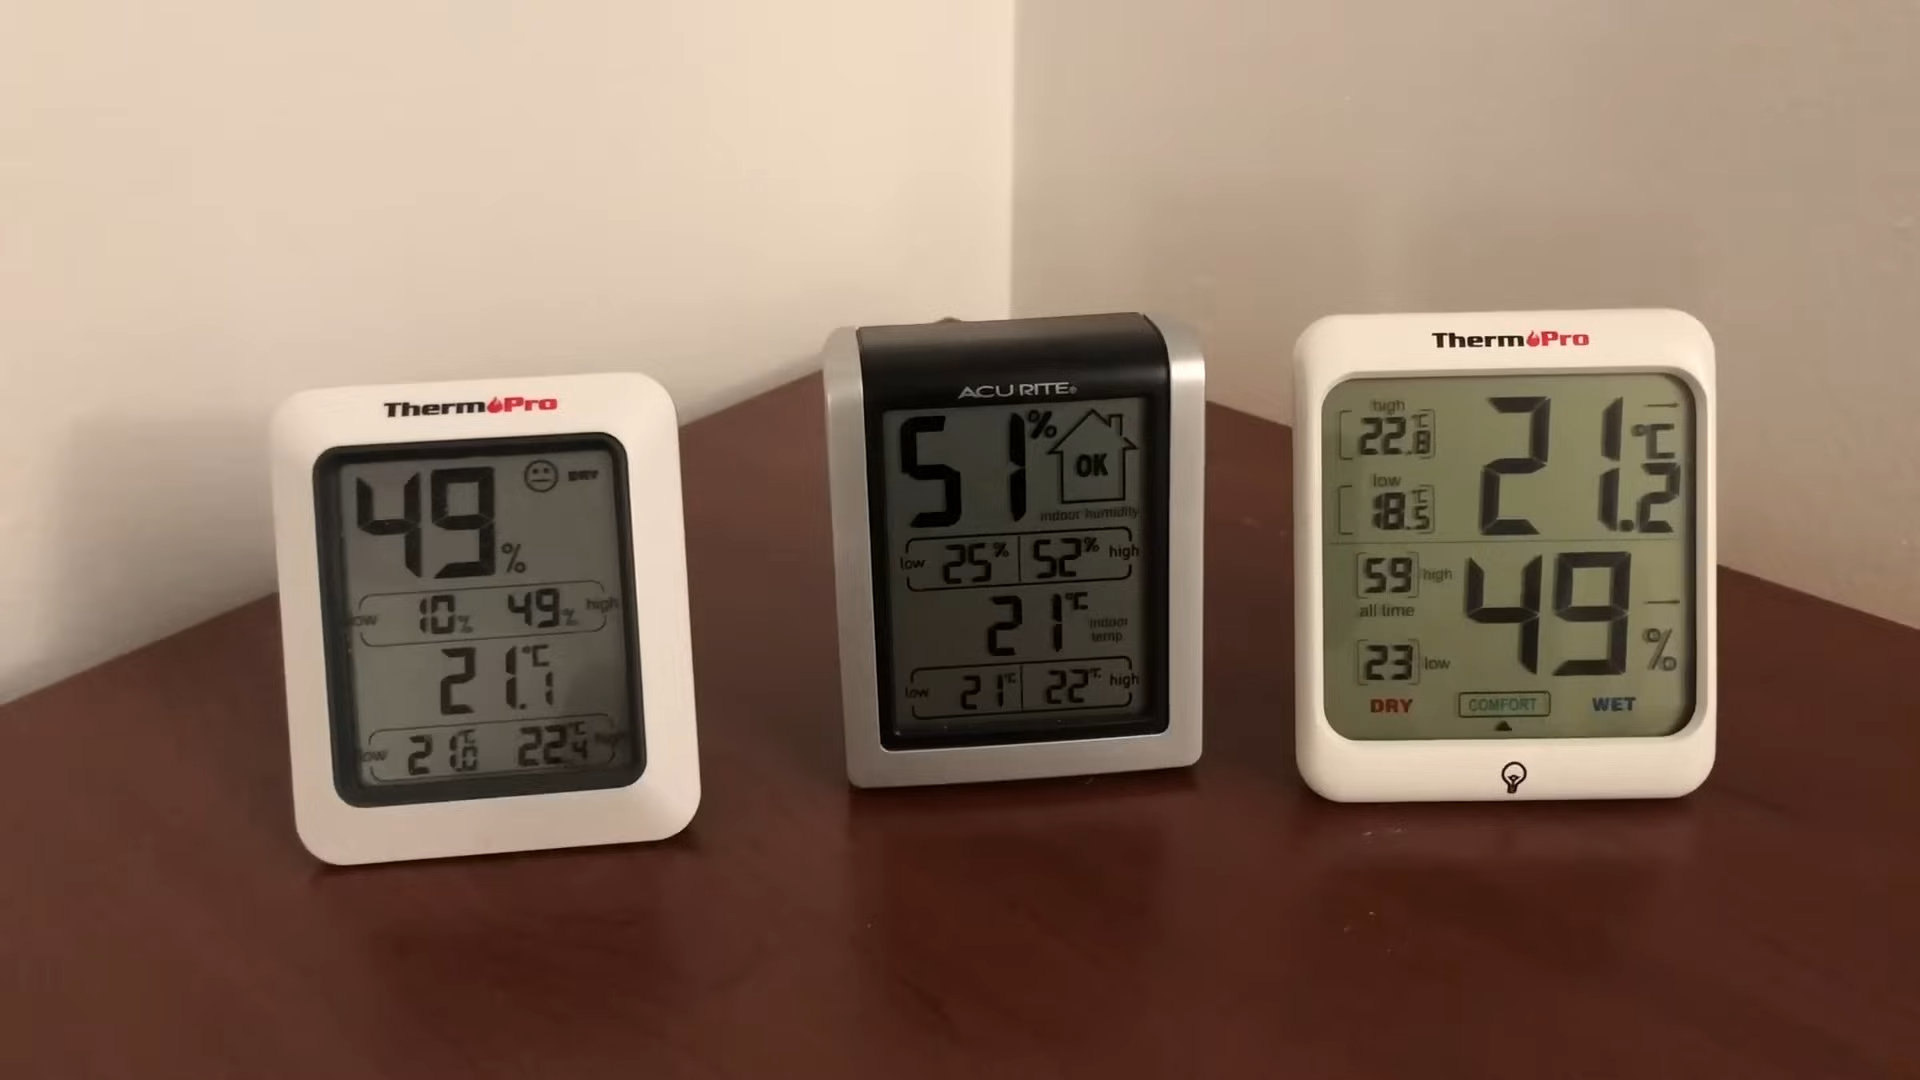 ThermoPro
49% DRY
low 10% 49% high
21.1°C
low 21.0°C 22.4°C high
ACURITE®
51% OK
indoor humidity
low 25% 52% high
21°C indoor temp.
low 21°C 22°C high
ThermoPro
high
22.8°C
low
18.5°C
21.2°C
59 high
all time
23 low
49%
DRY COMFORT WET